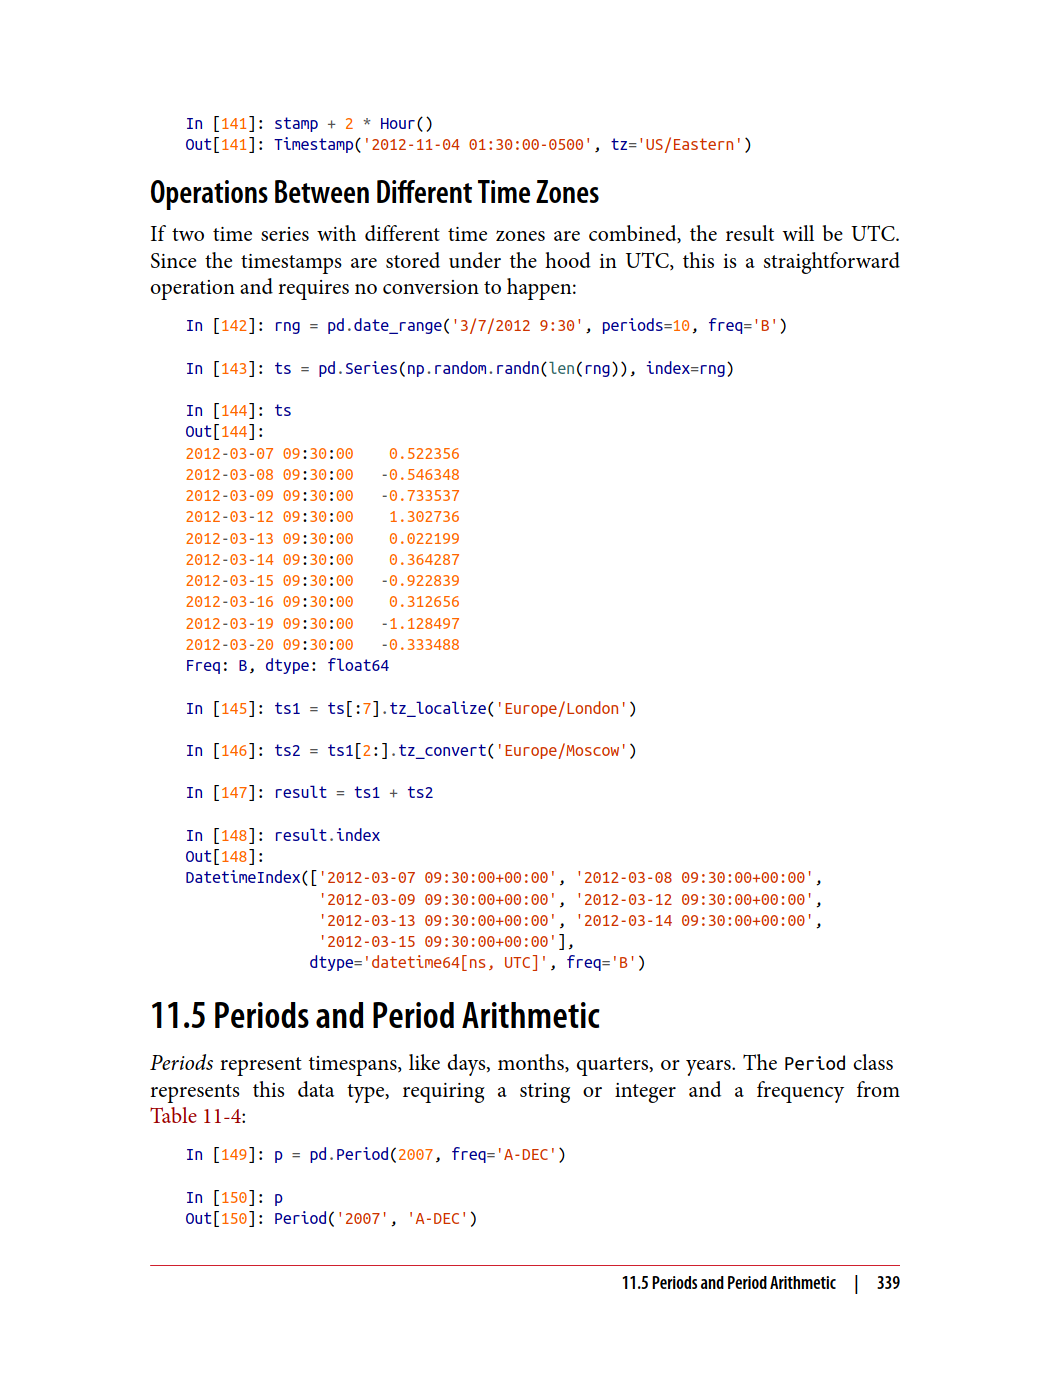 In [141]: stamp + 2 * Hour()
Out[141]: Timestamp('2012-11-04 01:30:00-0500', tz='US/Eastern')
Operations Between Different Time Zones
If two time series with different time zones are combined, the result will be UTC.
Since the timestamps are stored under the hood in UTC, this is a straightforward
operation and requires no conversion to happen:
In [142]: rng = pd.date_range('3/7/2012 9:30', periods=10, freq='B')
In [143]: ts = pd.Series(np.random.randn(len(rng)), index=rng)
In [144]: ts
Out[144]:
2012-03-07 09:30:00    0.522356
2012-03-08 09:30:00   -0.546348
2012-03-09 09:30:00   -0.733537
2012-03-12 09:30:00    1.302736
2012-03-13 09:30:00    0.022199
2012-03-14 09:30:00    0.364287
2012-03-15 09:30:00   -0.922839
2012-03-16 09:30:00    0.312656
2012-03-19 09:30:00   -1.128497
2012-03-20 09:30:00   -0.333488
Freq: B, dtype: float64
In [145]: ts1 = ts[:7].tz_localize('Europe/London')
In [146]: ts2 = ts1[2:].tz_convert('Europe/Moscow')
In [147]: result = ts1 + ts2
In [148]: result.index
Out[148]:
DatetimeIndex(['2012-03-07 09:30:00+00:00', '2012-03-08 09:30:00+00:00',
               '2012-03-09 09:30:00+00:00', '2012-03-12 09:30:00+00:00',
               '2012-03-13 09:30:00+00:00', '2012-03-14 09:30:00+00:00',
               '2012-03-15 09:30:00+00:00'],
              dtype='datetime64[ns, UTC]', freq='B')
11.5 Periods and Period Arithmetic
Periods represent timespans, like days, months, quarters, or years. The Period class
represents this data type, requiring a string or integer and a frequency from
Table 11-4:
In [149]: p = pd.Period(2007, freq='A-DEC')
In [150]: p
Out[150]: Period('2007', 'A-DEC')
11.5 Periods and Period Arithmetic | 339